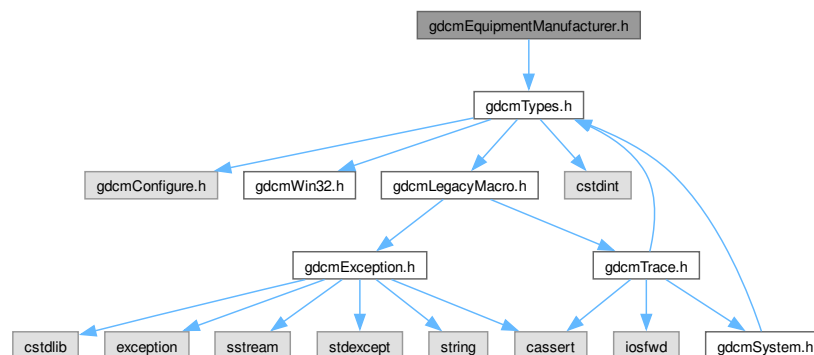 gdcmEquipmentManufacturer.h
gdcmTypes.h
gdcmConfigure.h
gdcmWin32.h
gdcmLegacyMacro.h
cstdint
gdcmException.h
gdcmTrace.h
cstdlib
exception
sstream
stdexcept
string
cassert
iosfwd
gdcmSystem.h